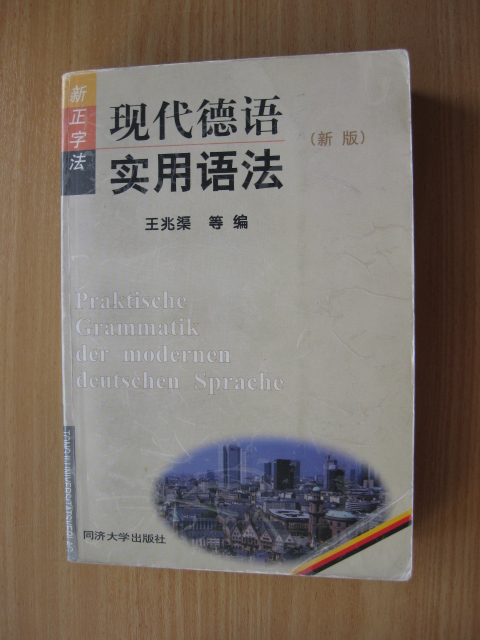 新正字法
现代德语
实用语法
(新版)
王兆渠 等 编
Praktische
Grammatik
der modernen
deutschen Sprache
同济大学出版社